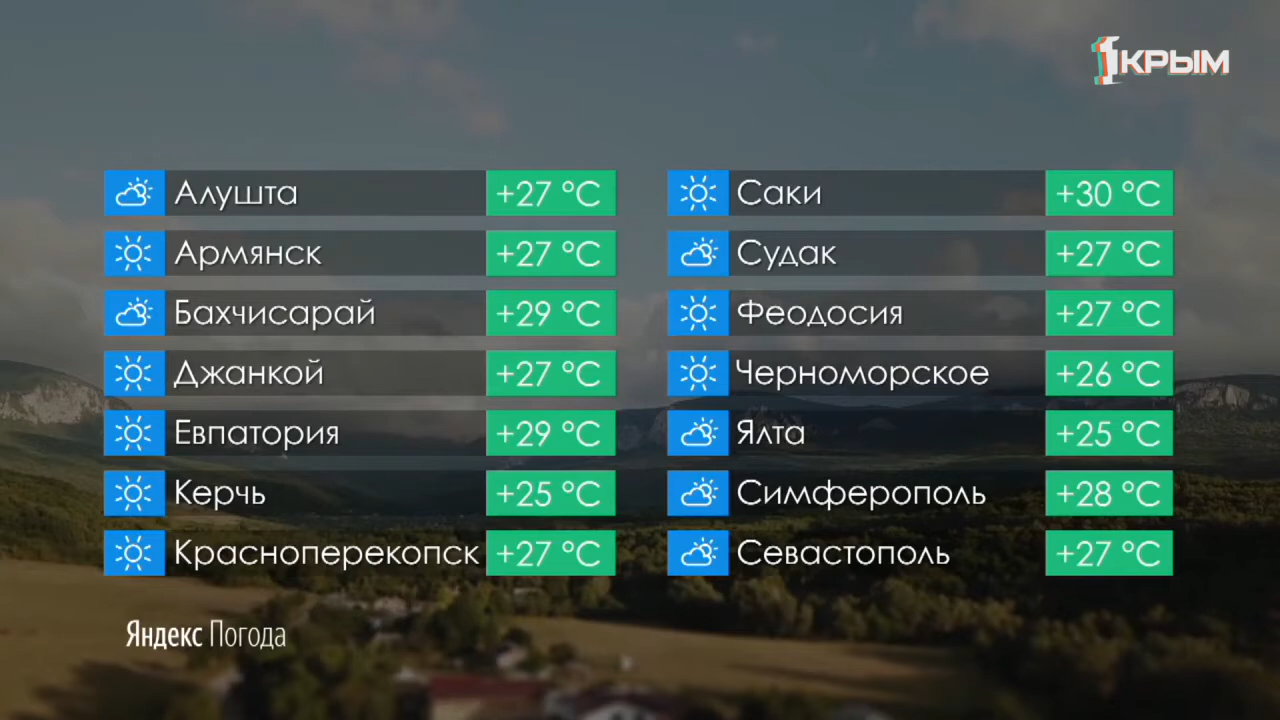 1КРЫМ
Алушта +27 °C
Армянск +27 °C
Бахчисарай +29 °C
Джанкой +27 °C
Евпатория +29 °C
Керчь +25 °C
Красноперекопск +27 °C
Саки +30 °C
Судак +27 °C
Феодосия +27 °C
Черноморское +26 °C
Ялта +25 °C
Симферополь +28 °C
Севастополь +27 °C
Яндекс Погода